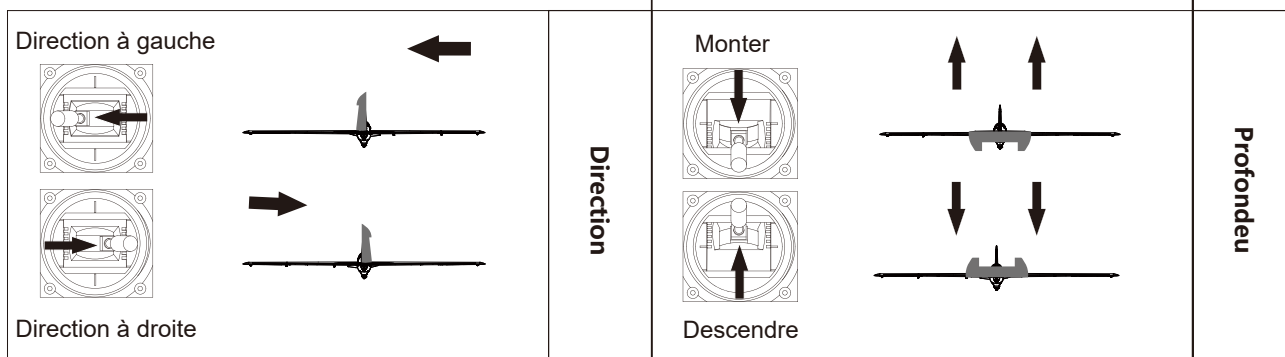 Direction à gauche
Direction à droite
Direction
Monter
Descendre
Profondeu